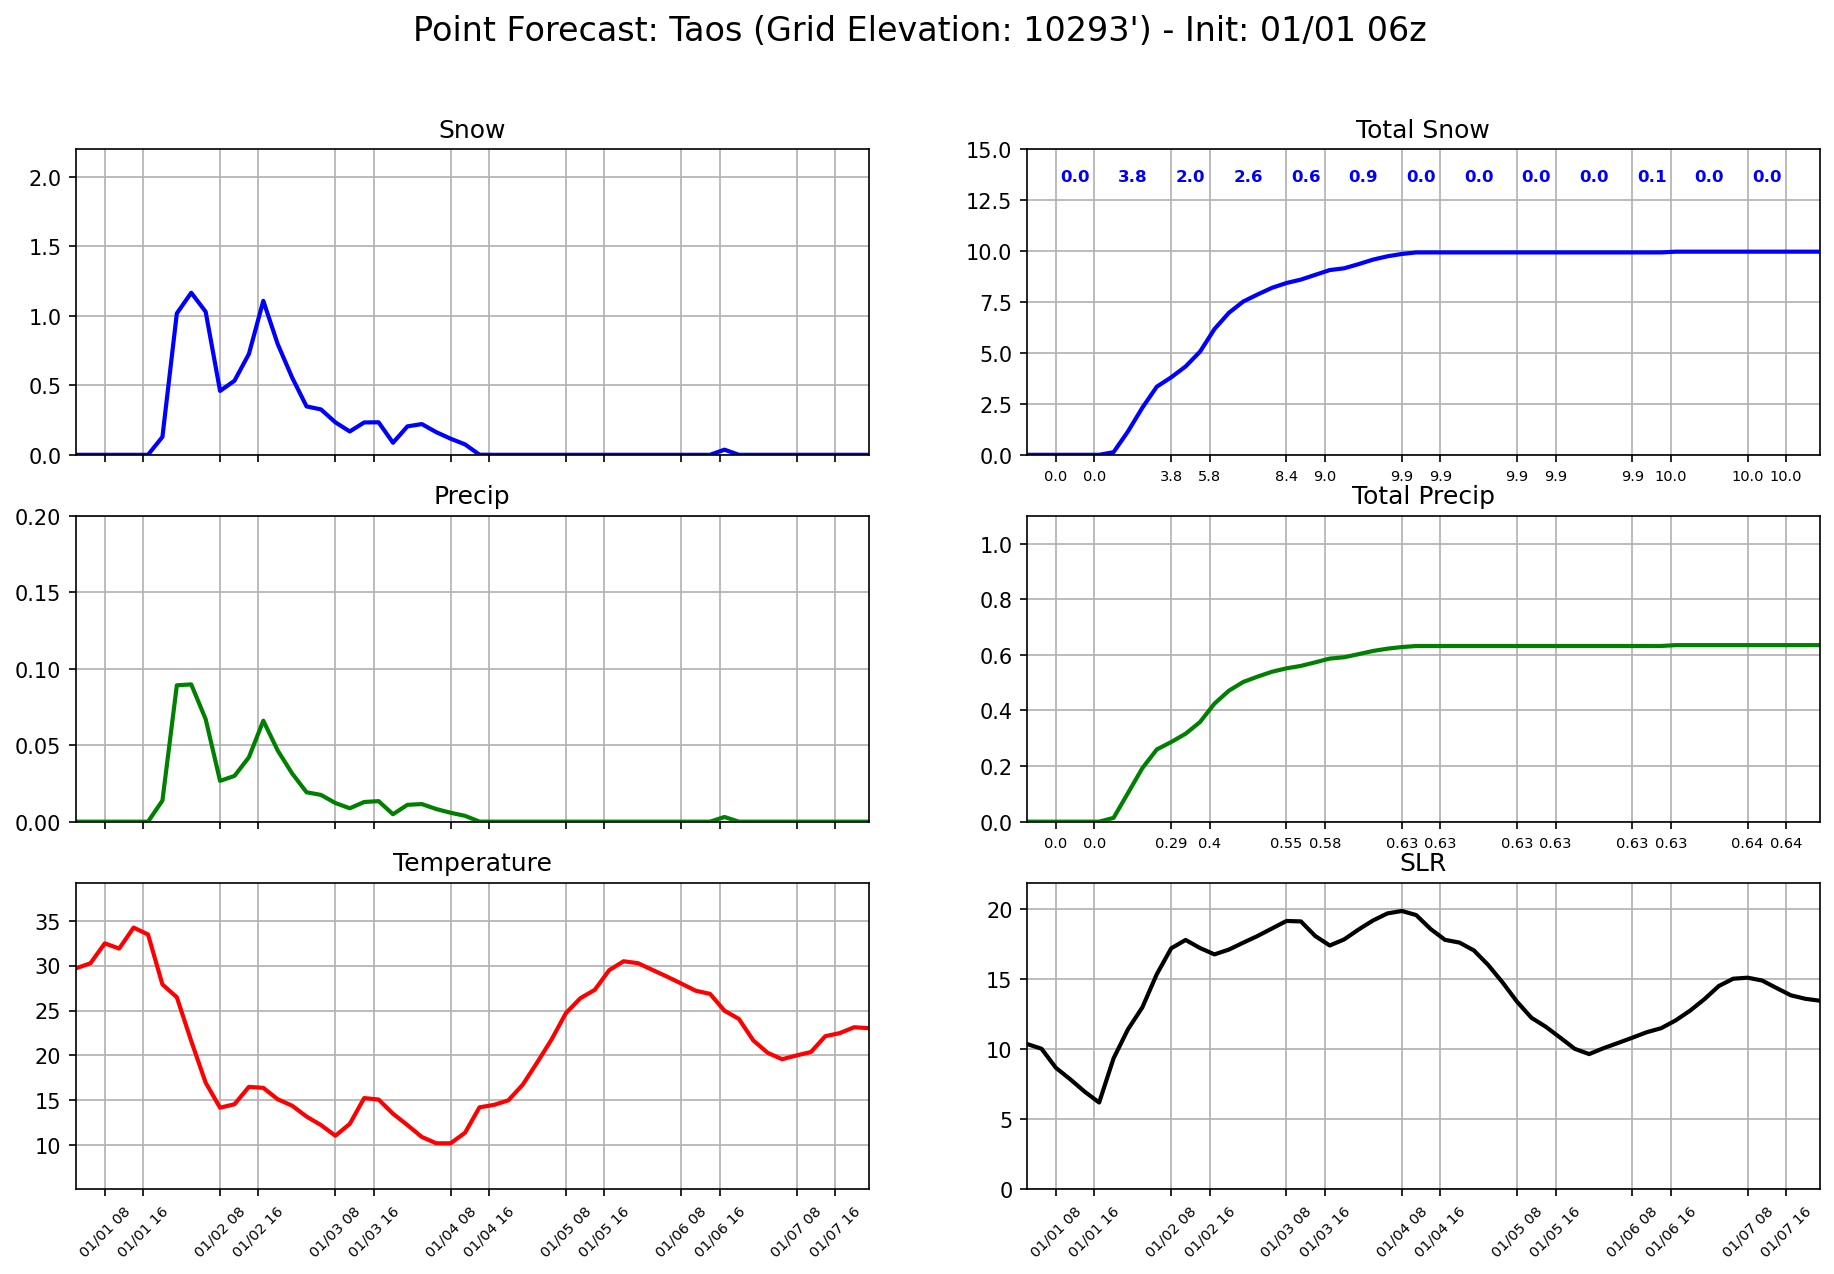 Point Forecast: Taos (Grid Elevation: 10293') - Init: 01/01 06z
Snow
2.0
1.5
1.0
0.5
0.0
Total Snow
15.0
12.5
10.0
7.5
5.0
2.5
0.0
0.0 3.8 2.0 2.6 0.6 0.9 0.0 0.0 0.0 0.0 0.1 0.0 0.0
0.0 0.0 3.8 5.8 8.4 9.0 9.9 9.9 9.9 9.9 9.9 10.0 10.0 10.0
Precip
0.20
0.15
0.10
0.05
0.00
Total Precip
1.0
0.8
0.6
0.4
0.2
0.0
0.0 0.0 0.29 0.4 0.55 0.58 0.63 0.63 0.63 0.63 0.63 0.63 0.64 0.64
Temperature
35
30
25
20
15
10
01/01 08 01/01 16 01/02 08 01/02 16 01/03 08 01/03 16 01/04 08 01/04 16 01/05 08 01/05 16 01/06 08 01/06 16 01/07 08 01/07 16
SLR
20
15
10
5
0
01/01 08 01/01 16 01/02 08 01/02 16 01/03 08 01/03 16 01/04 08 01/04 16 01/05 08 01/05 16 01/06 08 01/06 16 01/07 08 01/07 16